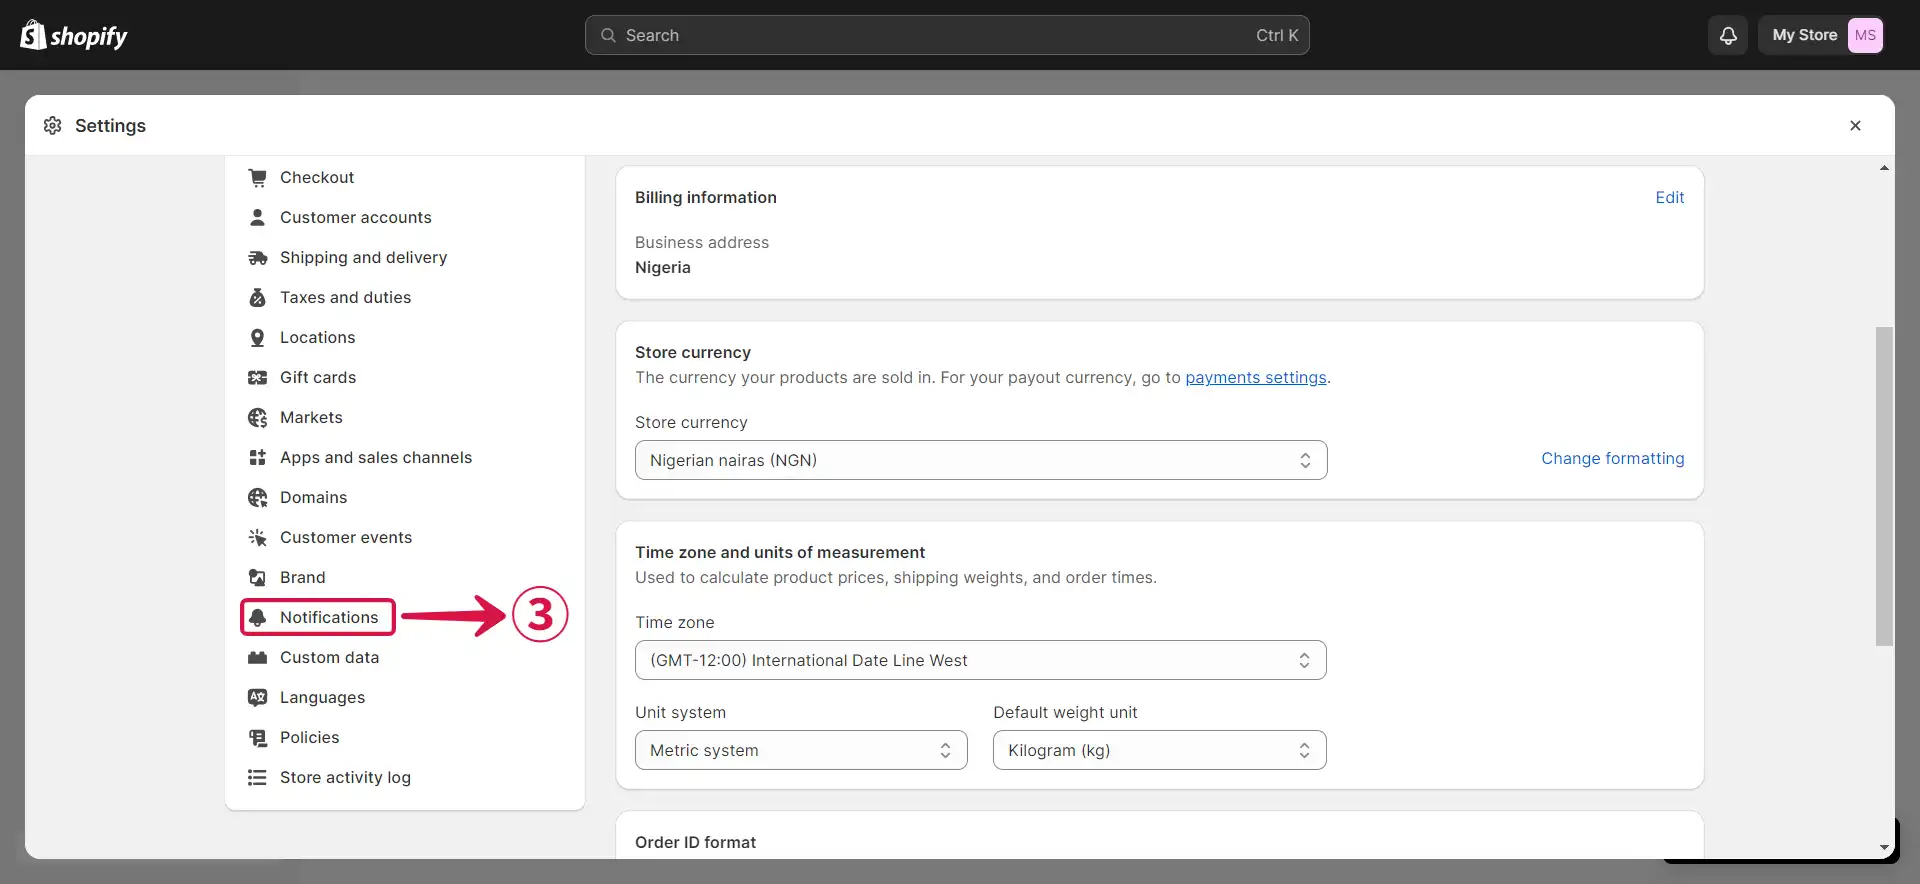 shopify
Search Ctrl K
My Store MS
Settings
Checkout
Customer accounts
Shipping and delivery
Taxes and duties
Locations
Gift cards
Markets
Apps and sales channels
Domains
Customer events
Brand
Notifications
3
Custom data
Languages
Policies
Store activity log
Billing information Edit
Business address
Nigeria
Store currency
The currency your products are sold in. For your payout currency, go to payments settings.
Store currency
Nigerian nairas (NGN) Change formatting
Time zone and units of measurement
Used to calculate product prices, shipping weights, and order times.
Time zone
(GMT-12:00) International Date Line West
Unit system Default weight unit
Metric system Kilogram (kg)
Order ID format